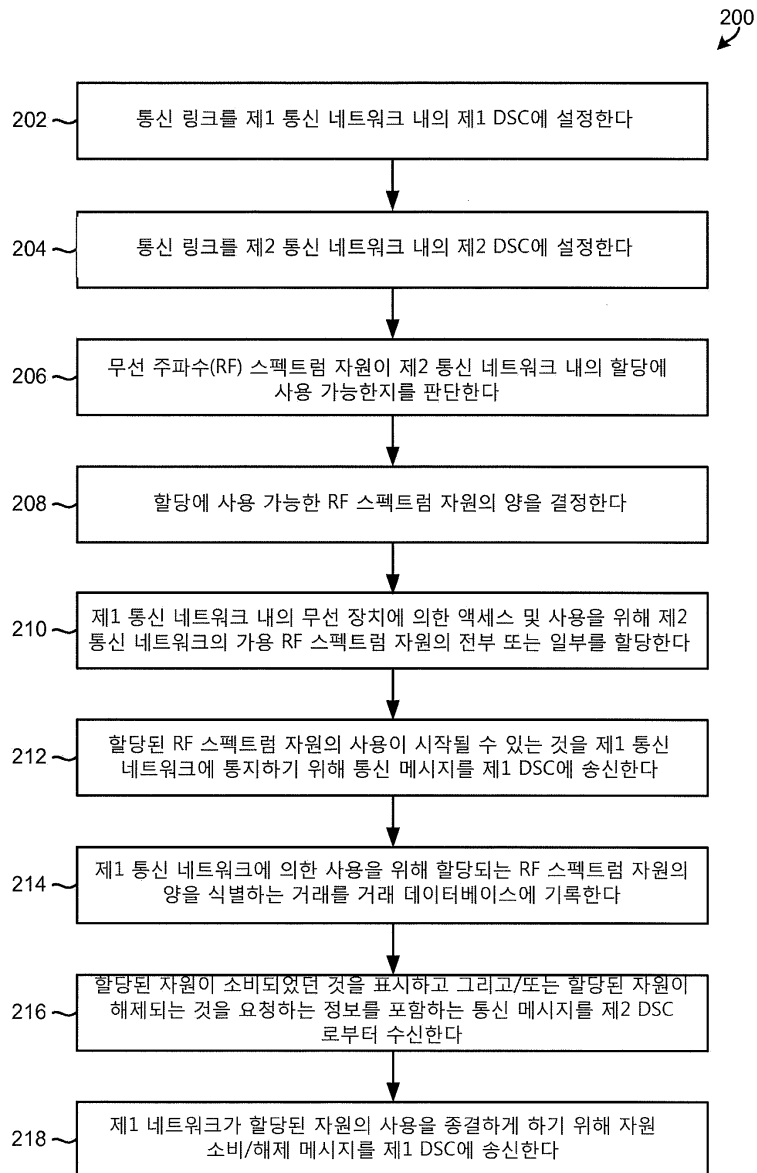 200
202
통신 링크를 제1 통신 네트워크 내의 제1 DSC에 설정한다
204
통신 링크를 제2 통신 네트워크 내의 제2 DSC에 설정한다
206
무선 주파수(RF) 스펙트럼 자원이 제2 통신 네트워크 내의 할당에
사용 가능한지를 판단한다
208
할당에 사용 가능한 RF 스펙트럼 자원의 양을 결정한다
210
제1 통신 네트워크 내의 무선 장치에 의한 액세스 및 사용을 위해 제2
통신 네트워크의 가용 RF 스펙트럼 자원의 전부 또는 일부를 할당한다
212
할당된 RF 스펙트럼 자원의 사용이 시작될 수 있는 것을 제1 통신
네트워크에 통지하기 위해 통신 메시지를 제1 DSC에 송신한다
214
제1 통신 네트워크에 의한 사용을 위해 할당되는 RF 스펙트럼 자원의
양을 식별하는 거래를 거래 데이터베이스에 기록한다
216
할당된 자원이 소비되었던 것을 표시하고 그리고/또는 할당된 자원이
해제되는 것을 요청하는 정보를 포함하는 통신 메시지를 제2 DSC
로부터 수신한다
218
제1 네트워크가 할당된 자원의 사용을 종결하게 하기 위해 자원
소비/해제 메시지를 제1 DSC에 송신한다